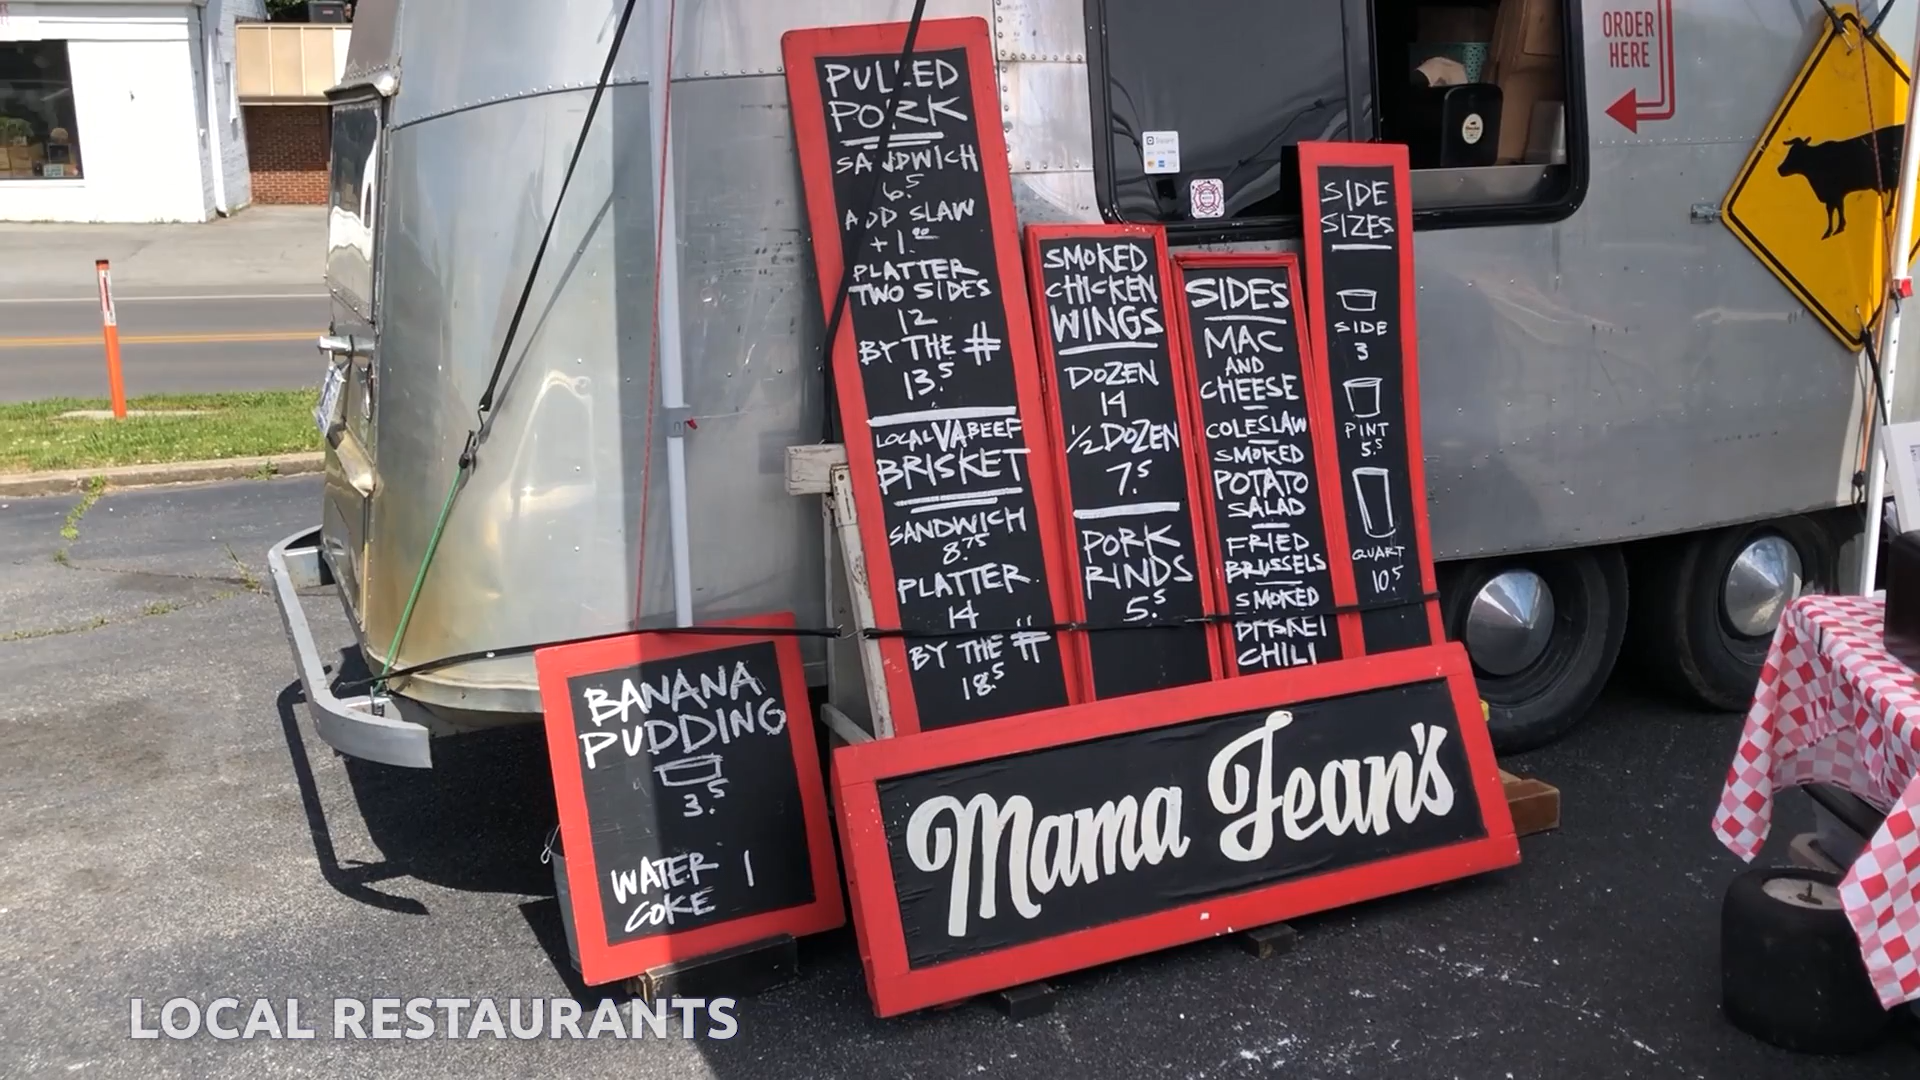 PULLED
PORK
SANDWICH
6.5
ADD SLAW
+1.00
PLATTER
TWO SIDES
12
BY THE #
13.5
LOCAL VA BEEF
BRISKET
SANDWICH
8.75
PLATTER
14
BY THE #
18.5
SMOKED
CHICKEN
WINGS
DOZEN
14
1/2 DOZEN
7.5
PORK
RINDS
5.5
SIDES
MAC
AND
CHEESE
COLESLAW
SMOKED
POTATO
SALAD
FRIED
BRUSSELS
SMOKED
BRISKET
CHILI
SIDE
SIZES
SIDE
3
PINT
5.5
QUART
10.5
ORDER
HERE
BANANA
PUDDING
3.5
WATER 1
COKE
Mama Jean's
LOCAL RESTAURANTS